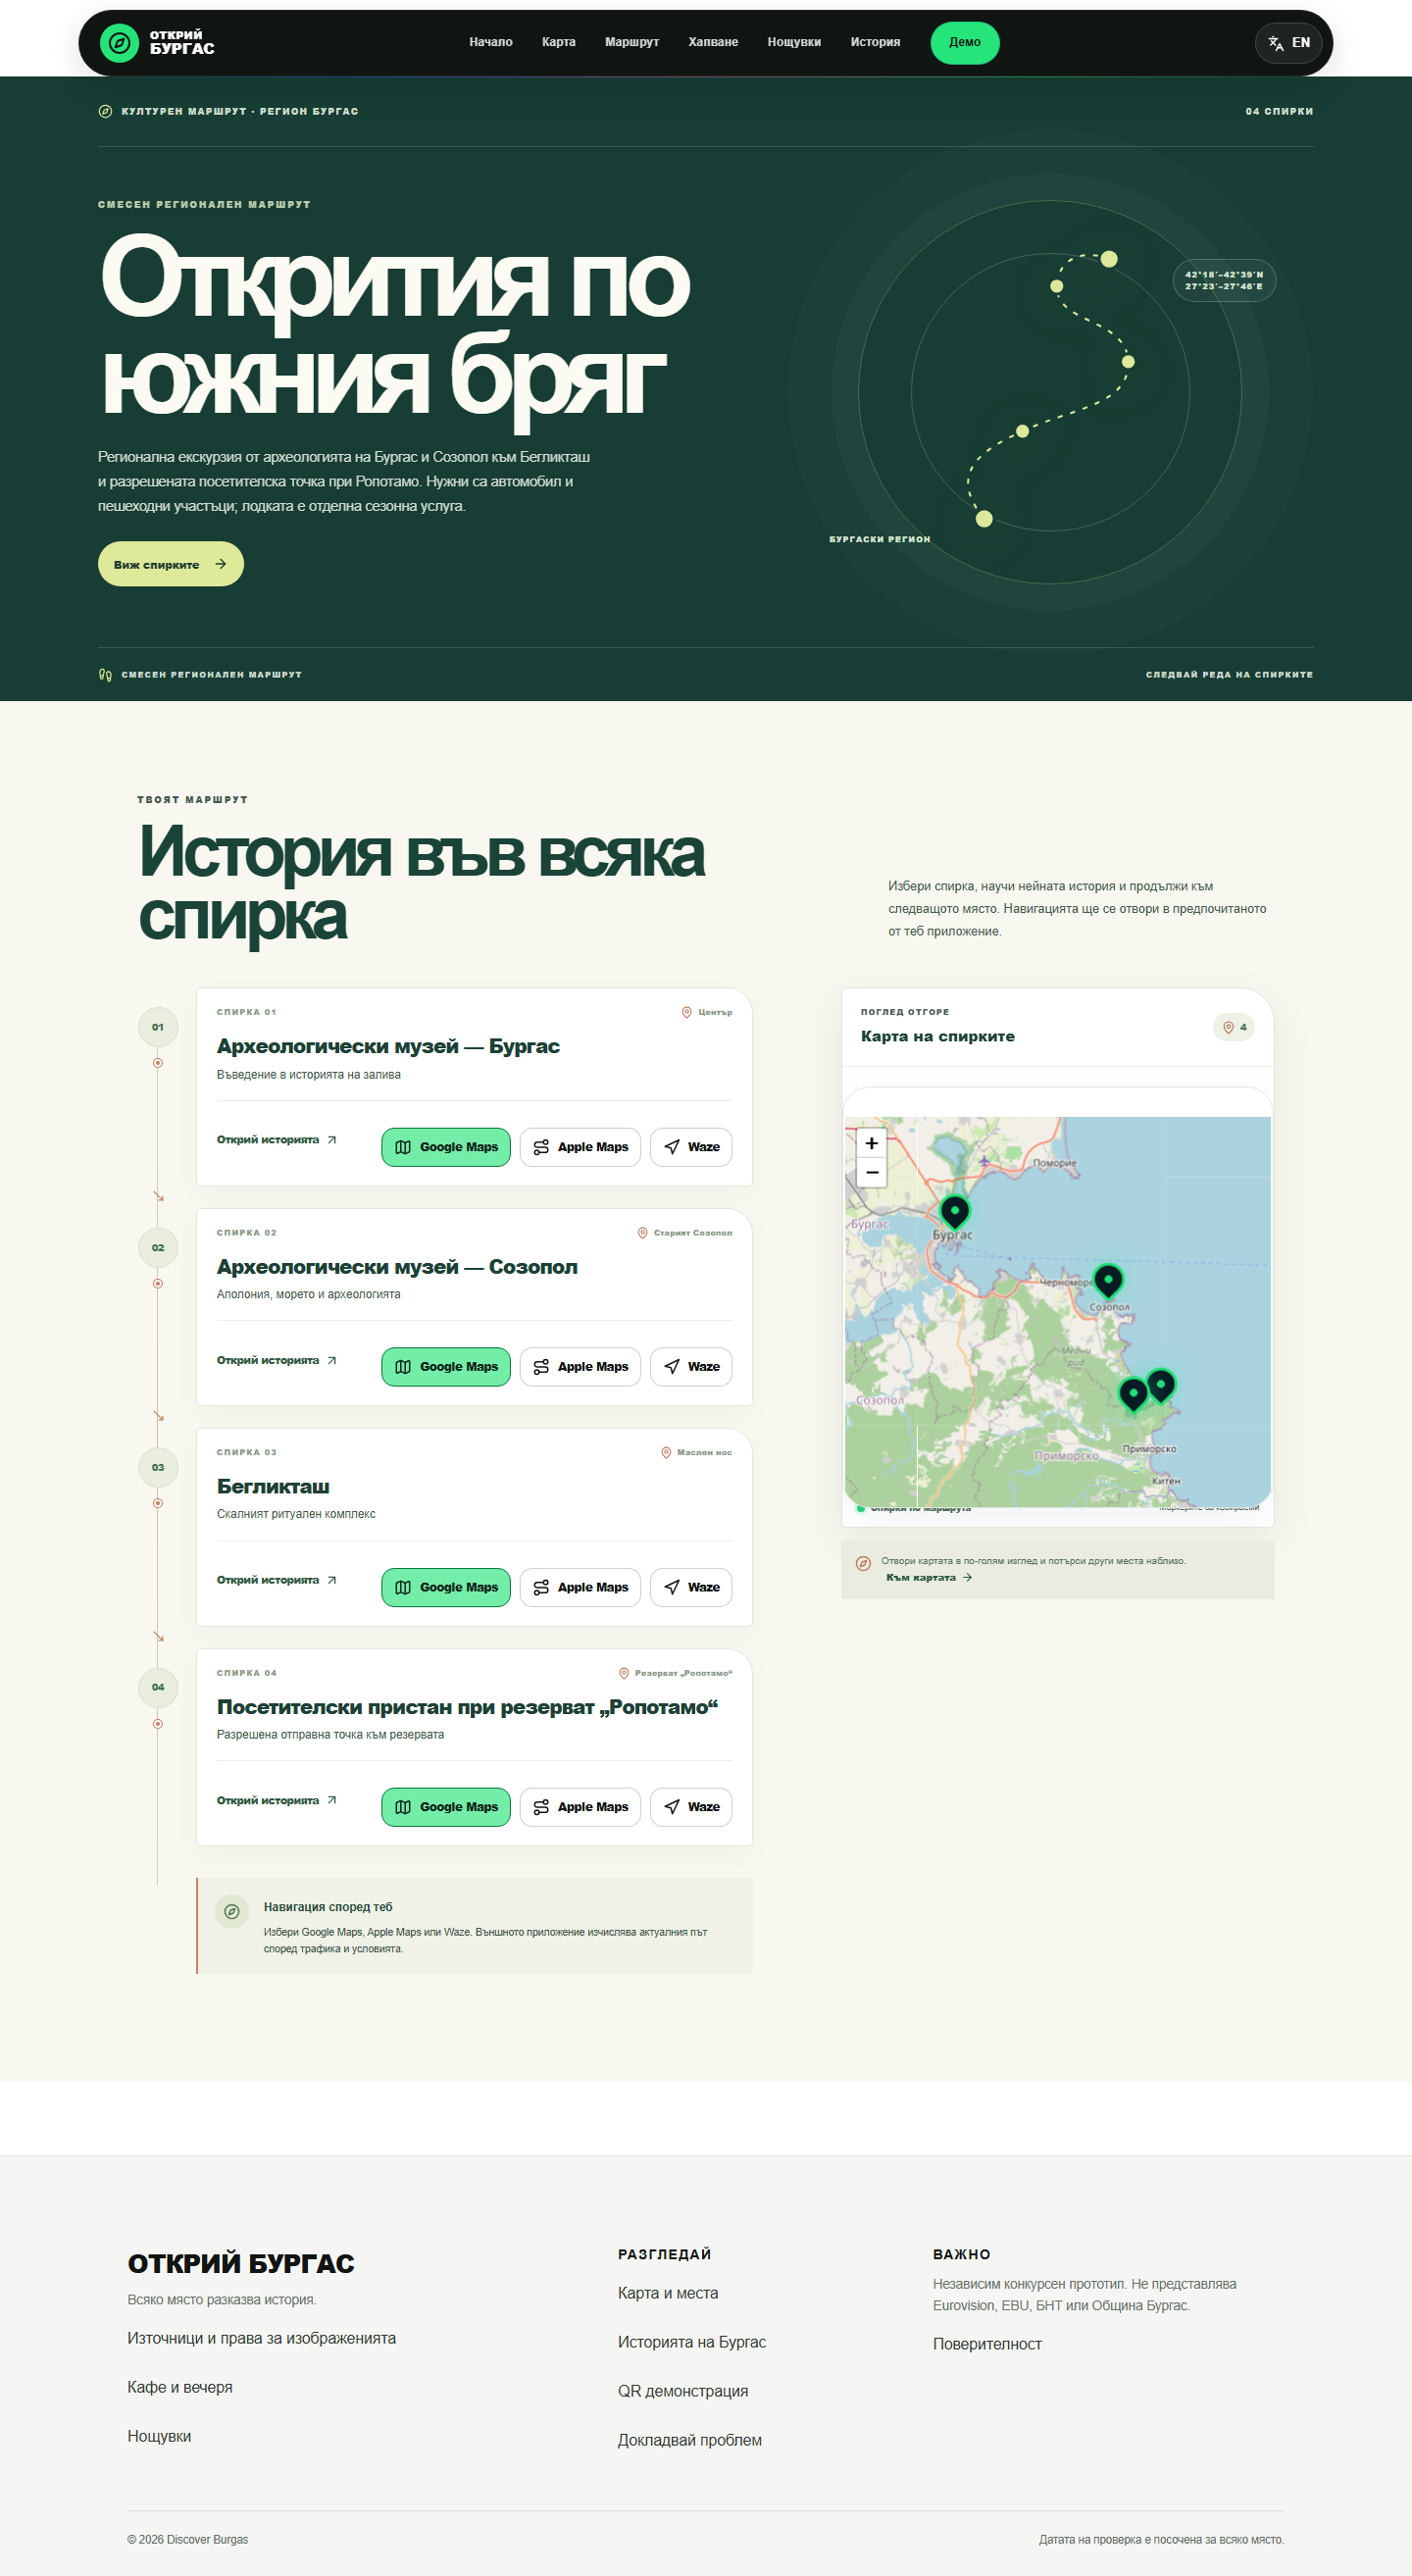 ОТКРИЙ
БУРГАС
Начало
Карта
Маршрут
Хапване
Нощувки
История
Демо
EN
КУЛТУРЕН МАРШРУТ · РЕГИОН БУРГАС
04 СПИРКИ
СМЕСЕН РЕГИОНАЛЕН МАРШРУТ
Открития по
южния бряг
Регионална екскурзия от археологията на Бургас и Созопол към Бегликташ
и разрешената посетителска точка при Ропотамо. Нужни са автомобил и
пешеходни участъци; лодката е отделна сезонна услуга.
Виж спирките
42°18′–42°39′N
27°23′–27°46′E
БУРГАСКИ РЕГИОН
СМЕСЕН РЕГИОНАЛЕН МАРШРУТ
СЛЕДВАЙ РЕДА НА СПИРКИТЕ
ТВОЯТ МАРШРУТ
История във всяка
спирка
Избери спирка, научи нейната история и продължи към
следващото място. Навигацията ще се отвори в предпочитаното
от теб приложение.
01
СПИРКА 01
Център
Археологически музей — Бургас
Въведение в историята на залива
Открий историята
Google Maps
Apple Maps
Waze
02
СПИРКА 02
Старият Созопол
Археологически музей — Созопол
Аполония, морето и археологията
Открий историята
Google Maps
Apple Maps
Waze
03
СПИРКА 03
Маслен нос
Бегликташ
Скалният ритуален комплекс
Открий историята
Google Maps
Apple Maps
Waze
04
СПИРКА 04
Резерват „Ропотамо“
Посетителски пристан при резерват „Ропотамо“
Разрешена отправна точка към резервата
Открий историята
Google Maps
Apple Maps
Waze
Навигация според теб
Избери Google Maps, Apple Maps или Waze. Външното приложение изчислява актуалния път
според трафика и условията.
ПОГЛЕД ОТГОРЕ
Карта на спирките
4
+
−
Поморие
Бургас
Бургас
Черноморе
Созопол
Медни
рид
Созопол
Приморско
Приморско
Китен
Спирки по маршрута
Отвори картата в по-голям изглед и потърси други места наблизо.
Към картата
ОТКРИЙ БУРГАС
Всяко място разказва история.
Източници и права за изображенията
Кафе и вечеря
Нощувки
РАЗГЛЕДАЙ
Карта и места
Историята на Бургас
QR демонстрация
Докладвай проблем
ВАЖНО
Независим конкурсен прототип. Не представлява
Eurovision, EBU, БНТ или Община Бургас.
Поверителност
© 2026 Discover Burgas
Датата на проверка е посочена за всяко място.